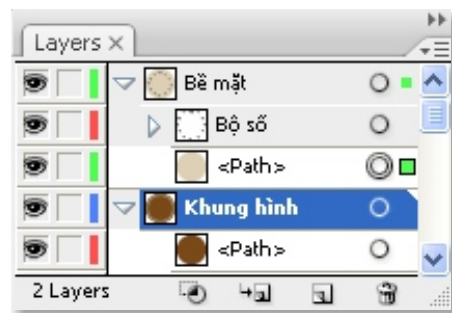 Layers
Bề mặt
Bộ số
<Path>
Khung hình
<Path>
2 Layers